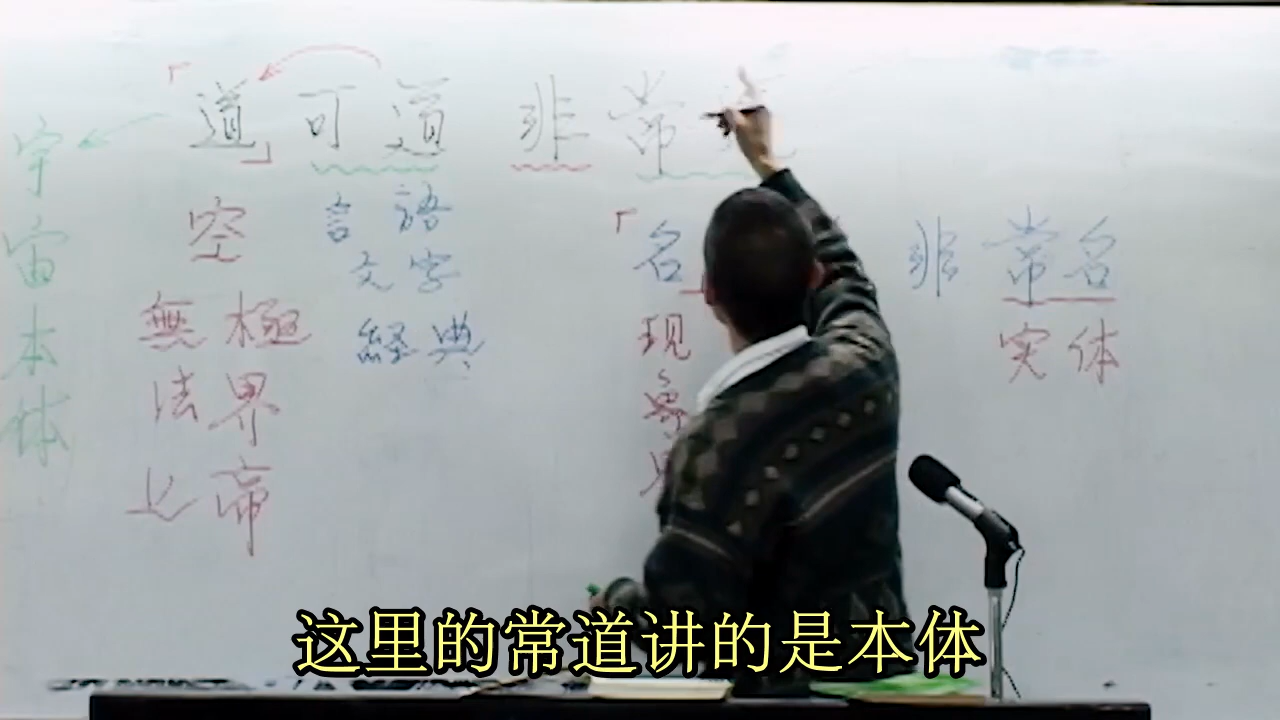 「道」可道 非常
宇宙本体
空
無極
法界
上帝
言語
文字
経典
「名 非常名
现象界
实体
这里的常道讲的是本体